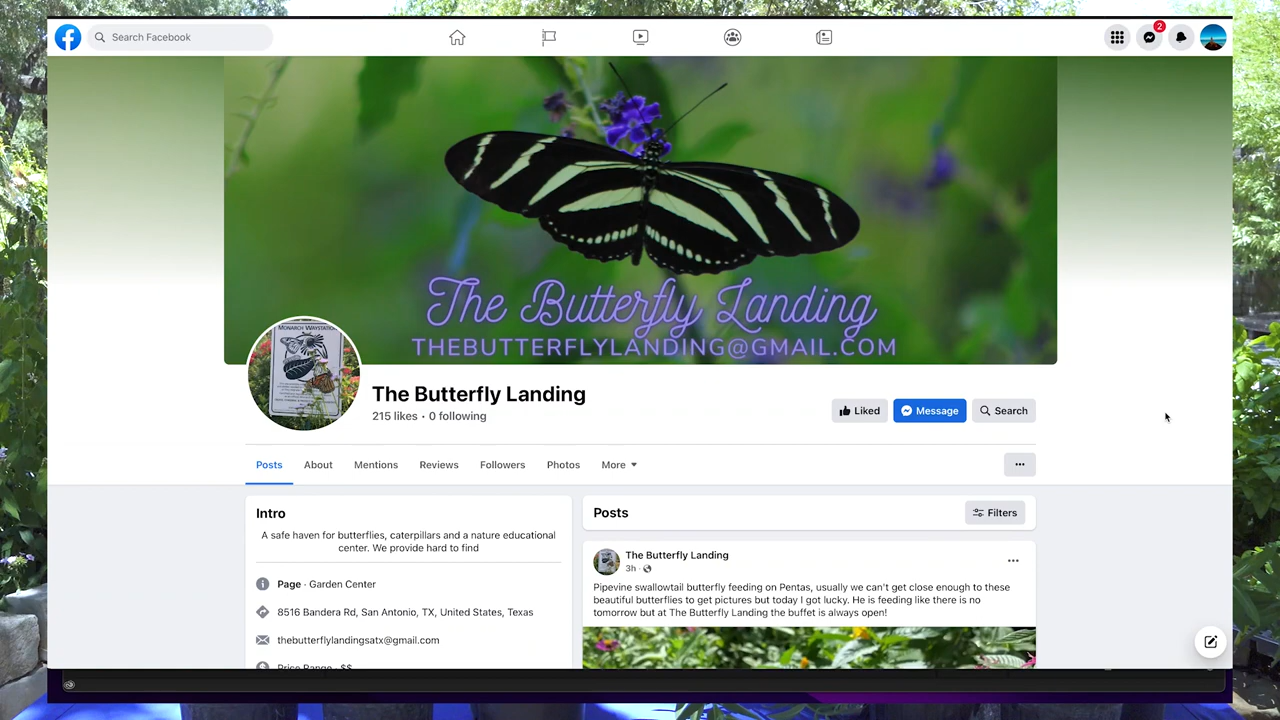 Search Facebook
2
The Butterfly Landing
THEBUTTERFLYLANDING@GMAIL.COM
MONARCH WAYSTATION
The Butterfly Landing
215 likes • 0 following
Liked
Message
Search
Posts
About
Mentions
Reviews
Followers
Photos
More
Intro
A safe haven for butterflies, caterpillars and a nature educational
center. We provide hard to find
Page · Garden Center
8516 Bandera Rd, San Antonio, TX, United States, Texas
thebutterflylandingsatx@gmail.com
Price Range · $$
Posts
Filters
The Butterfly Landing
3h ·
Pipevine swallowtail butterfly feeding on Pentas, usually we can't get close enough to these
beautiful butterflies to get pictures but today I got lucky. He is feeding like there is no
tomorrow but at The Butterfly Landing the buffet is always open!